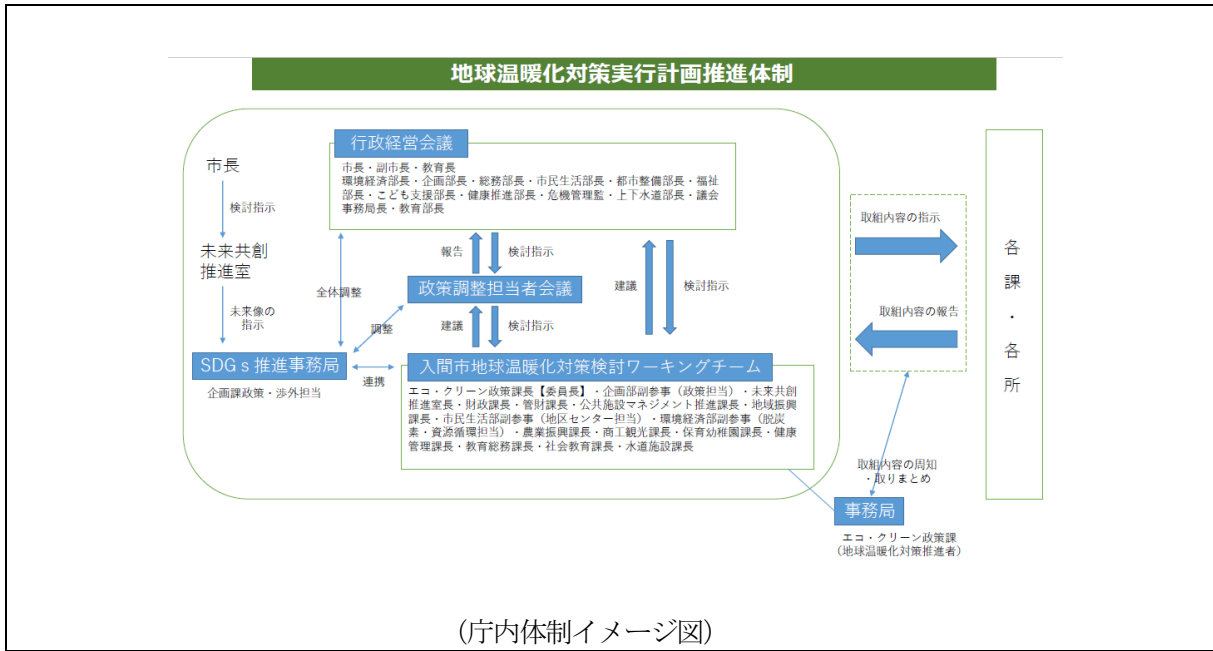 地球温暖化対策実行計画推進体制
行政経営会議
市長・副市長・教育長
環境経済部長・企画部長・総務部長・市民生活部長・都市整備部長・福祉
部長・こども支援部長・健康推進部長・危機管理監・上下水道部長・議会
事務局長・教育部長
市長
検討指示
未来共創
推進室
未来像の
指示
全体調整
報告
検討指示
建議
検討指示
政策調整担当者会議
調整
建議
検討指示
SDGs推進事務局
企画課政策・渉外担当
連携
入間市地球温暖化対策検討ワーキングチーム
エコ・クリーン政策課長【委員長】・企画部副参事（政策担当）・未来共創
推進室長・財政課長・管財課長・公共施設マネジメント推進課長・地域振興
課長・市民生活部副参事（地区センター担当）・環境経済部副参事（脱炭
素・資源循環担当）・農業振興課長・商工観光課長・保育幼稚園課長・健康
管理課長・教育総務課長・社会教育課長・水道施設課長
取組内容の指示
取組内容の報告
各課・各所
取組内容の周知
・取りまとめ
事務局
エコ・クリーン政策課
（地球温暖化対策推進者）
（庁内体制イメージ図）